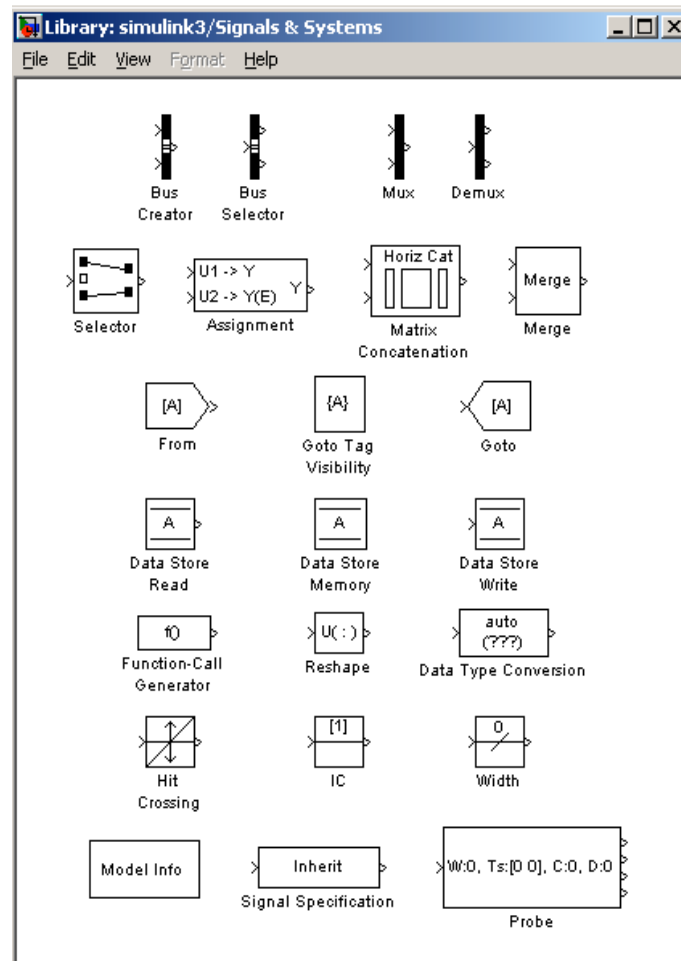 Library: simulink3/Signals & Systems
File Edit View Format Help
Bus Creator
Bus Selector
Mux
Demux
Selector
U1 -> Y
U2 -> Y(E)
Y
Assignment
Horiz Cat
Matrix
Concatenation
Merge
Merge
[A]
From
{A}
Goto Tag
Visibility
[A]
Goto
A
Data Store
Read
A
Data Store
Memory
A
Data Store
Write
f()
Function-Call
Generator
U( : )
Reshape
auto
(???)
Data Type Conversion
Hit
Crossing
[1]
IC
0
Width
Model Info
Inherit
Signal Specification
W:0, Ts:[0 0], C:0, D:0
Probe